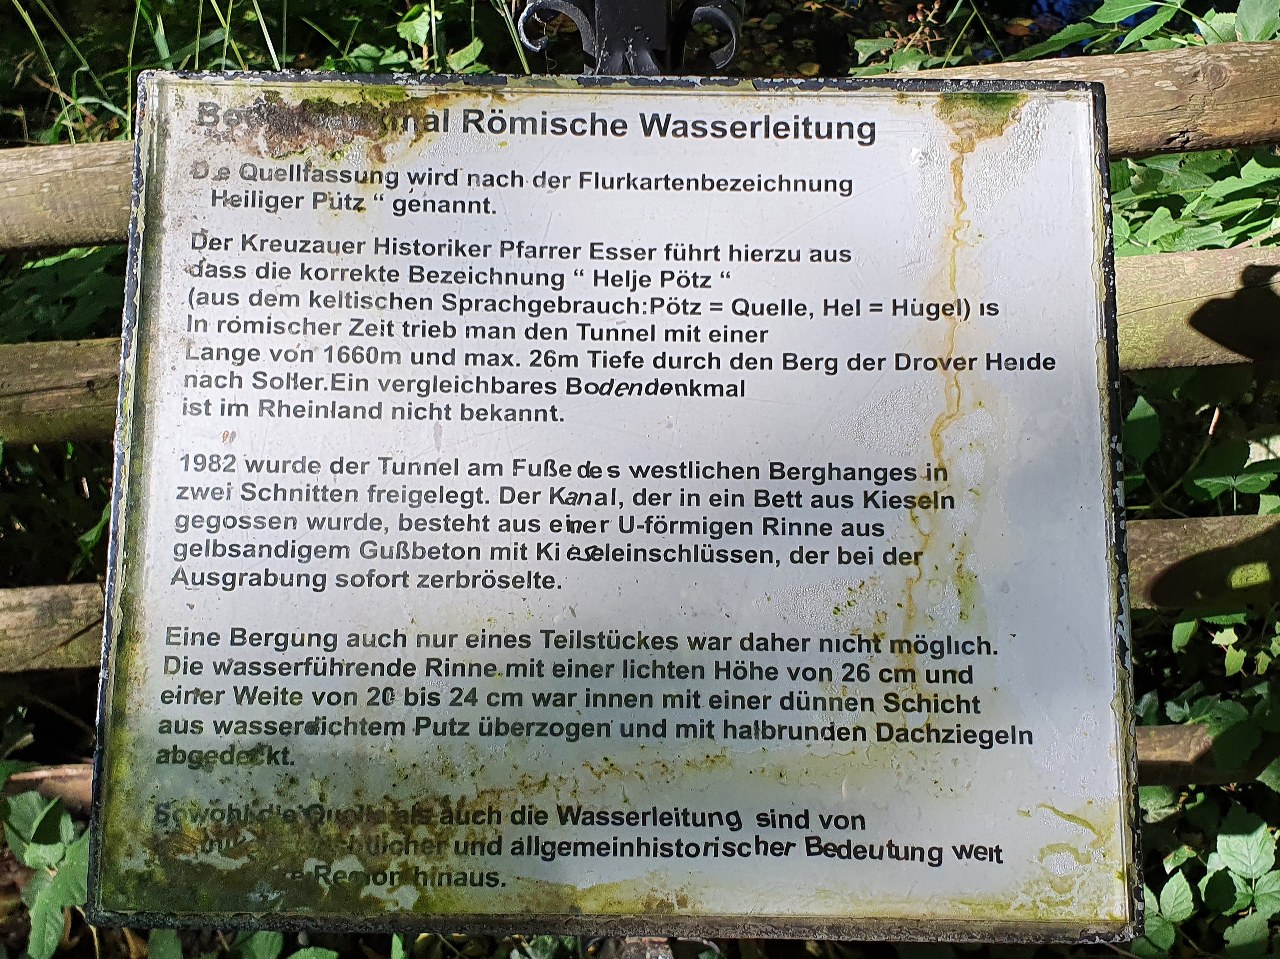 Römische Wasserleitung
Die Quellfassung wird nach der Flurkartenbezeichnung
Heiliger Pütz “ genannt.
Der Kreuzauer Historiker Pfarrer Esser führt hierzu aus
dass die korrekte Bezeichnung “ Helje Pötz “
(aus dem keltischen Sprachgebrauch:Pötz = Quelle, Hel = Hügel) is
In römischer Zeit trieb man den Tunnel mit einer
Länge von 1660m und max. 26m Tiefe durch den Berg der Drover Heide
nach Soller.Ein vergleichbares Bodendenkmal
ist im Rheinland nicht bekannt.
1982 wurde der Tunnel am Fuße des westlichen Berghanges in
zwei Schnitten freigelegt. Der Kanal, der in ein Bett aus Kieseln
gegossen wurde, besteht aus einer U-förmigen Rinne aus
gelbsandigem Gußbeton mit Kieseleinschlüssen, der bei der
Ausgrabung sofort zerbröselte.
Eine Bergung auch nur eines Teilstückes war daher nicht möglich.
Die wasserführende Rinne mit einer lichten Höhe von 26 cm und
einer Weite von 20 bis 24 cm war innen mit einer dünnen Schicht
aus wasserdichtem Putz überzogen und mit halbrunden Dachziegeln
abgedeckt.
Sowohl die Quelle als auch die Wasserleitung sind von
und allgemeinhistorischer Bedeutung weit
Region hinaus.